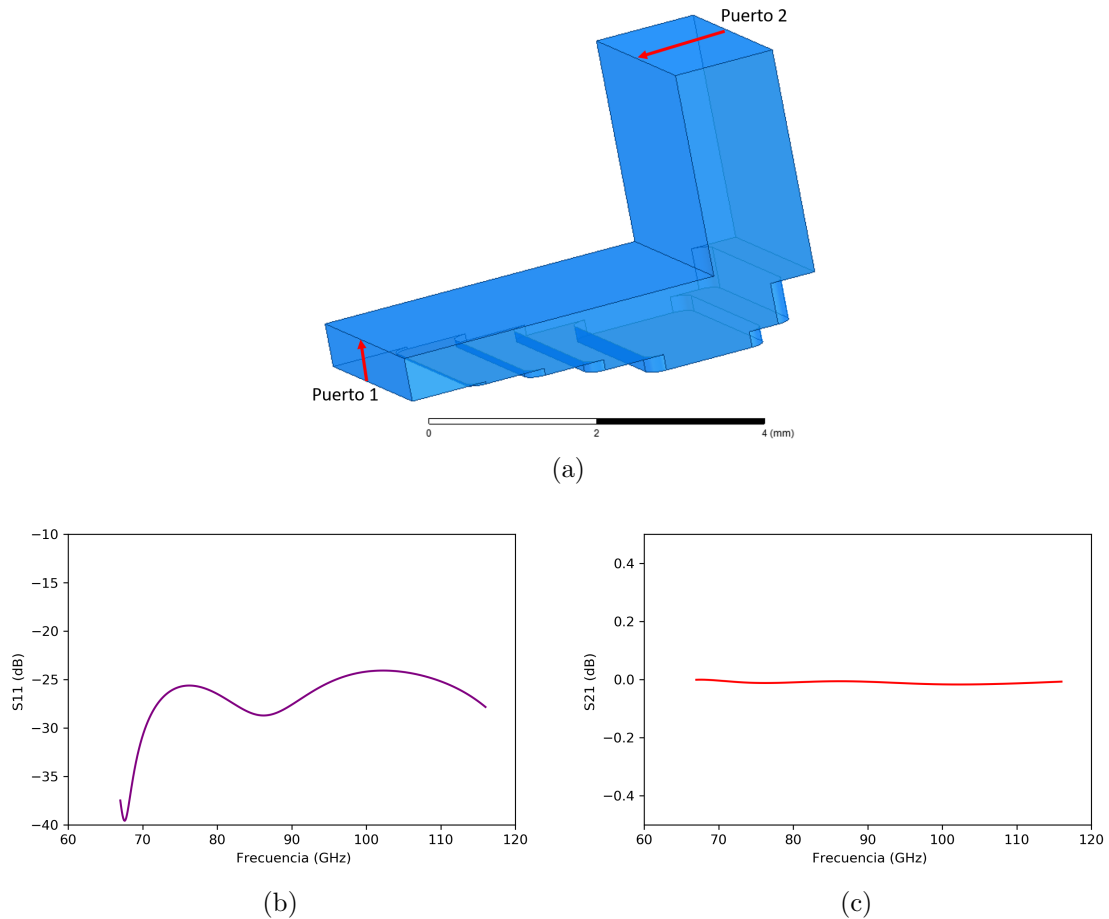 Puerto 2
Puerto 1
0 2 4 (mm)
(a)
−10
−15
−20
−25
−30
−35
−40
S11 (dB)
60 70 80 90 100 110 120
Frecuencia (GHz)
(b)
0.4
0.2
0.0
−0.2
−0.4
S21 (dB)
60 70 80 90 100 110 120
Frecuencia (GHz)
(c)